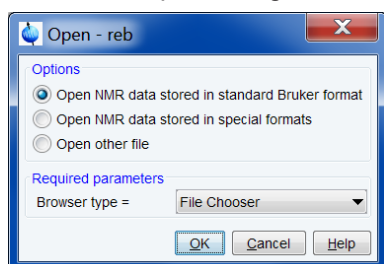 Open - reb
Options
Open NMR data stored in standard Bruker format
Open NMR data stored in special formats
Open other file
Required parameters
Browser type = File Chooser
OK Cancel Help